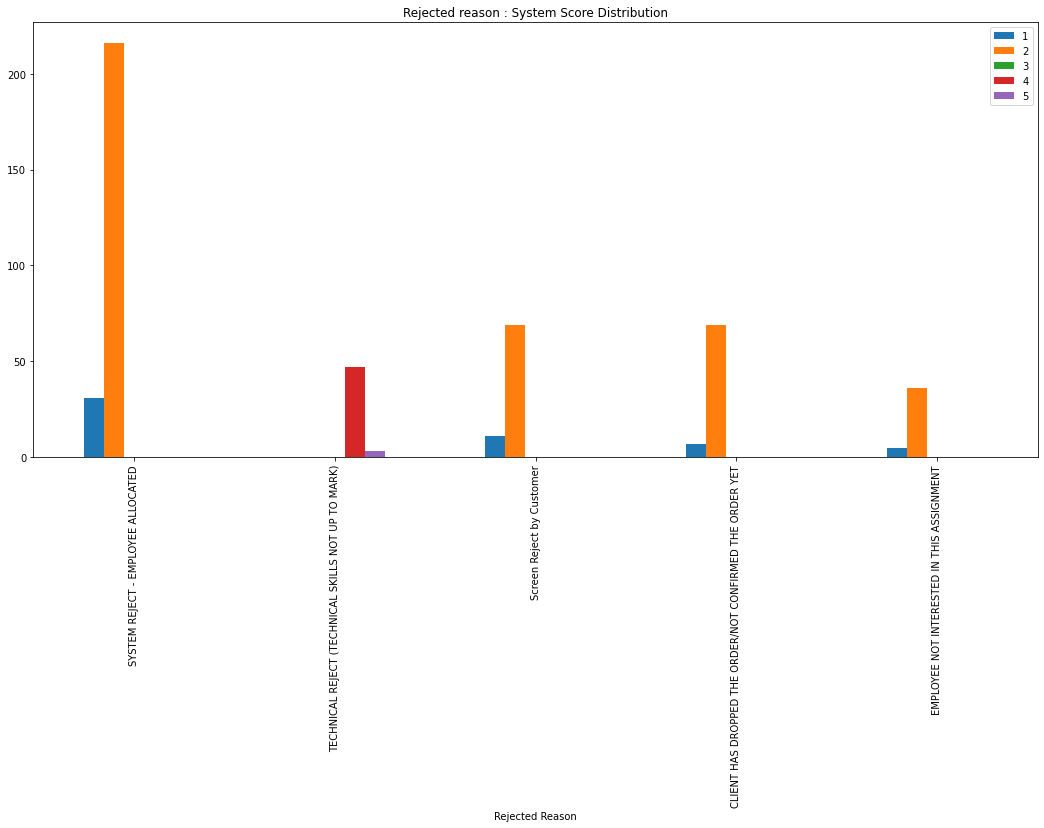 Rejected reason : System Score Distribution
1
2
3
4
5
200
150
100
50
0
SYSTEM REJECT - EMPLOYEE ALLOCATED
TECHNICAL REJECT (TECHNICAL SKILLS NOT UP TO MARK)
Screen Reject by Customer
CLIENT HAS DROPPED THE ORDER/NOT CONFIRMED THE ORDER YET
EMPLOYEE NOT INTERESTED IN THIS ASSIGNMENT
Rejected Reason